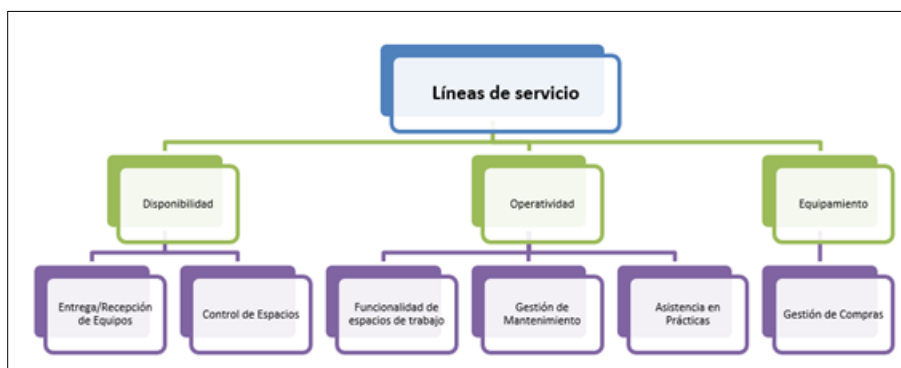 Líneas de servicio
Disponibilidad
Operatividad
Equipamiento
Entrega/Recepción
de Equipos
Control de Espacios
Funcionalidad de
espacios de trabajo
Gestión de
Mantenimiento
Asistencia en
Prácticas
Gestión de Compras